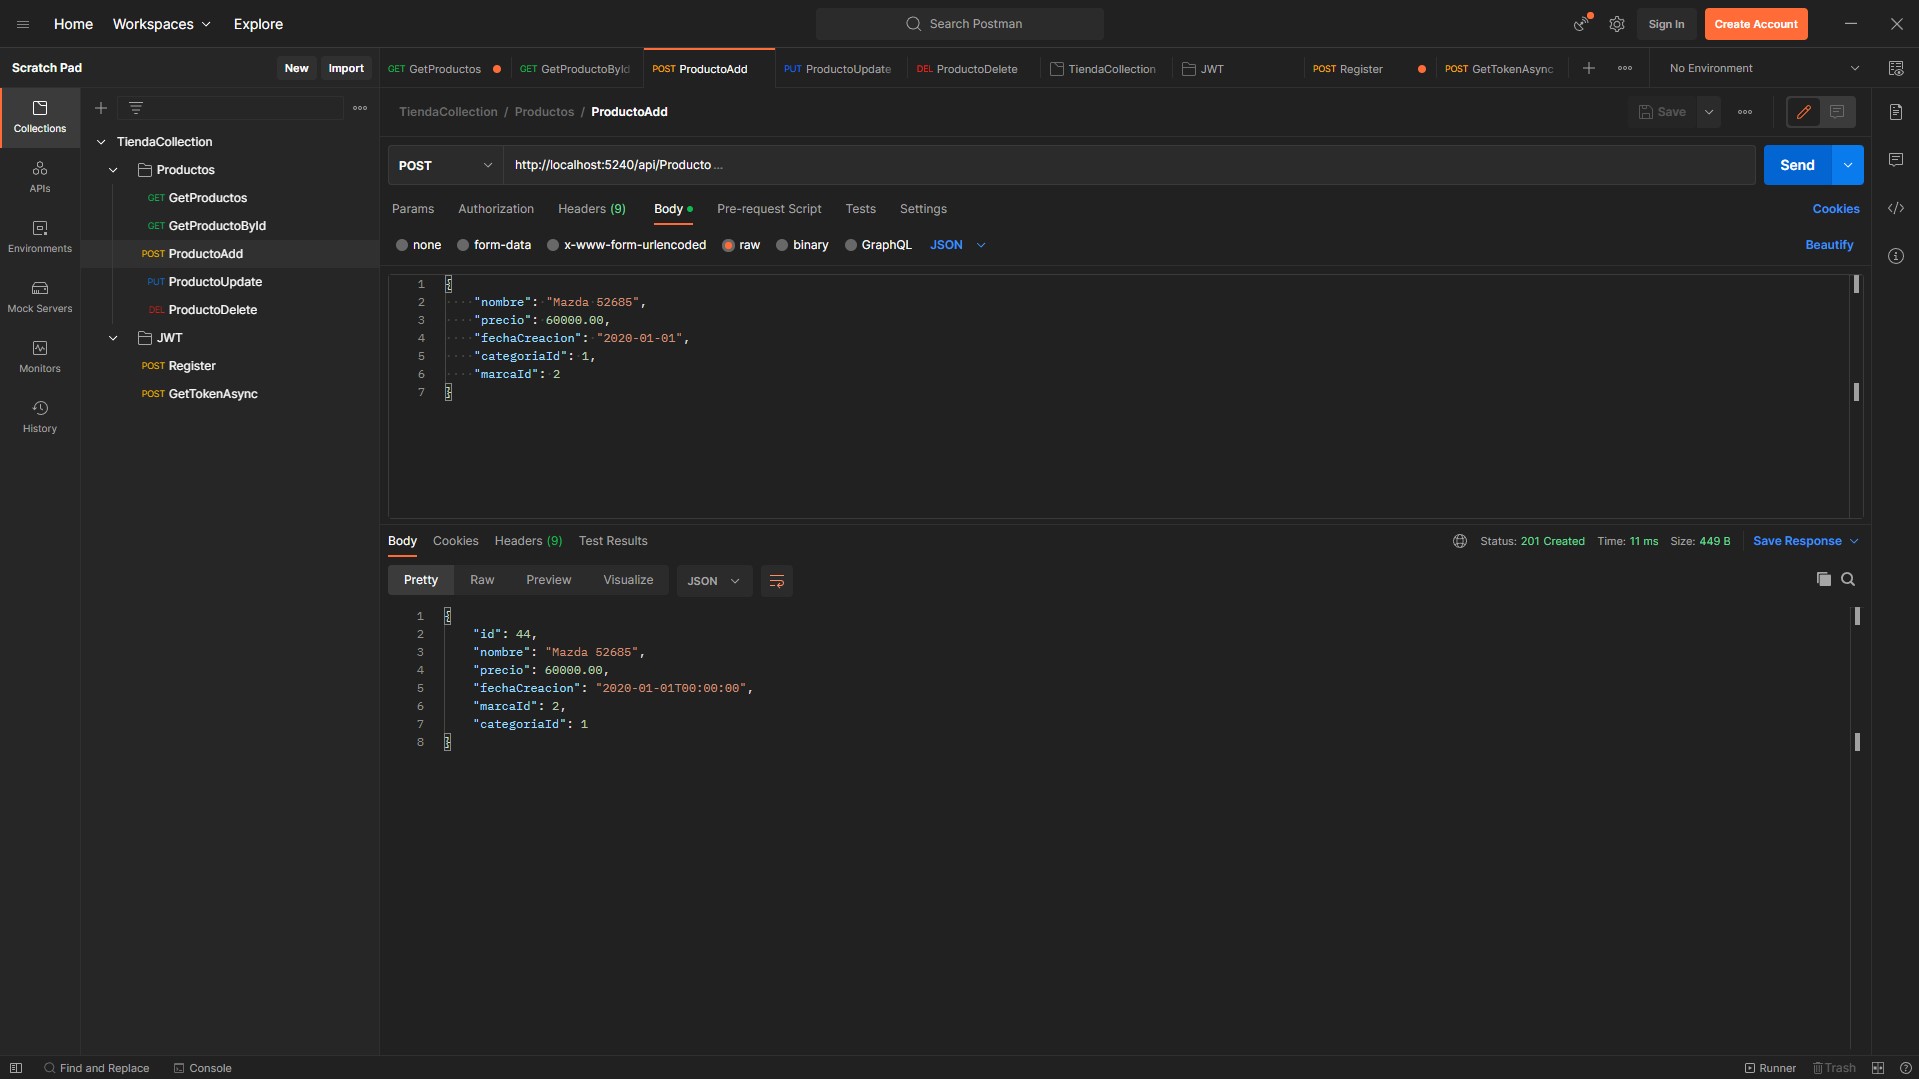 Home Workspaces Explore Search Postman Sign In Create Account
Scratch Pad New Import
GET GetProductos GET GetProductoById POST ProductoAdd PUT ProductoUpdate DEL ProductoDelete TiendaCollection JWT POST Register POST GetTokenAsync No Environment
Collections
APIs
Environments
Mock Servers
Monitors
History
TiendaCollection
Productos
GET GetProductos
GET GetProductoById
POST ProductoAdd
PUT ProductoUpdate
DEL ProductoDelete
JWT
POST Register
POST GetTokenAsync
TiendaCollection / Productos / ProductoAdd Save
POST http://localhost:5240/api/Producto ... Send
Params Authorization Headers (9) Body Pre-request Script Tests Settings Cookies
none form-data x-www-form-urlencoded raw binary GraphQL JSON Beautify
1 {
2 "nombre": "Mazda 52685",
3 "precio": 60000.00,
4 "fechaCreacion": "2020-01-01",
5 "categoriaId": 1,
6 "marcaId": 2
7 }
Body Cookies Headers (9) Test Results Status: 201 Created Time: 11 ms Size: 449 B Save Response
Pretty Raw Preview Visualize JSON
1 {
2 "id": 44,
3 "nombre": "Mazda 52685",
4 "precio": 60000.00,
5 "fechaCreacion": "2020-01-01T00:00:00",
6 "marcaId": 2,
7 "categoriaId": 1
8 }
Find and Replace Console Runner Trash